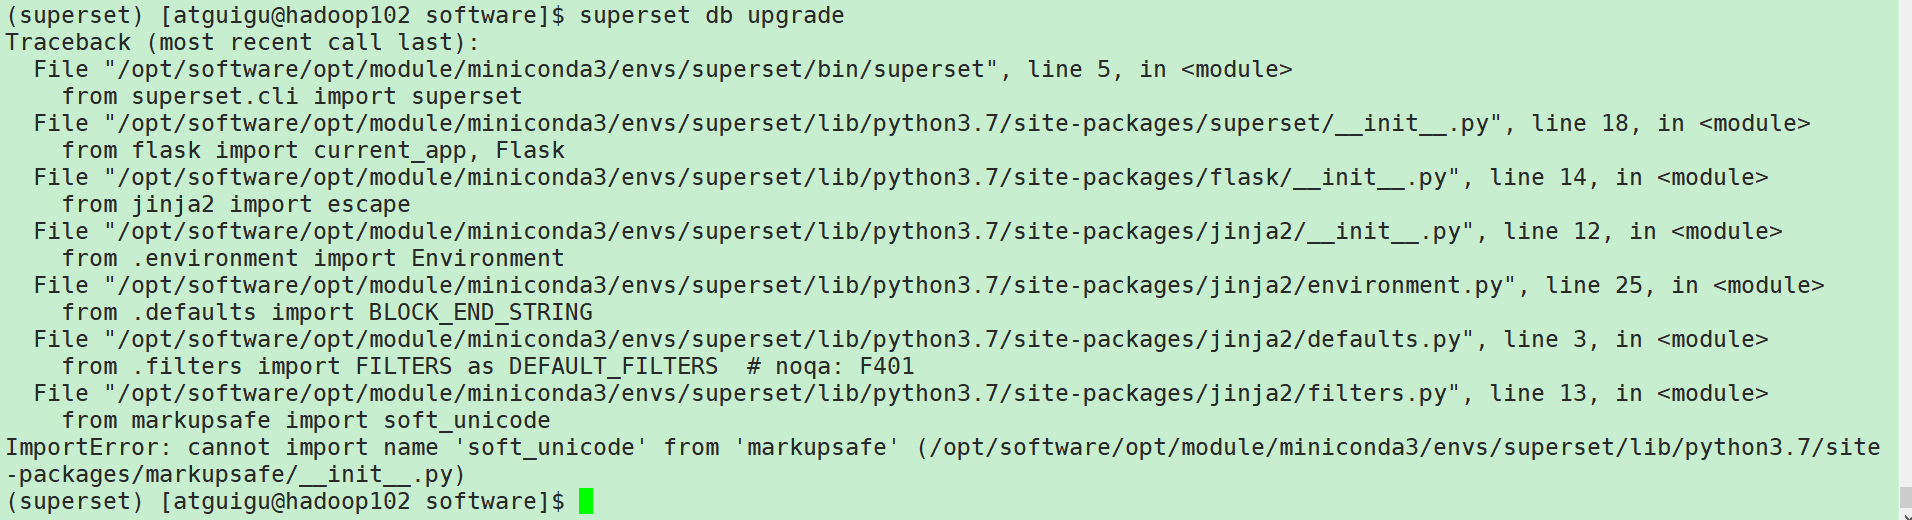 (superset) [atguigu@hadoop102 software]$ superset db upgrade
Traceback (most recent call last):
  File "/opt/software/opt/module/miniconda3/envs/superset/bin/superset", line 5, in <module>
    from superset.cli import superset
  File "/opt/software/opt/module/miniconda3/envs/superset/lib/python3.7/site-packages/superset/__init__.py", line 18, in <module>
    from flask import current_app, Flask
  File "/opt/software/opt/module/miniconda3/envs/superset/lib/python3.7/site-packages/flask/__init__.py", line 14, in <module>
    from jinja2 import escape
  File "/opt/software/opt/module/miniconda3/envs/superset/lib/python3.7/site-packages/jinja2/__init__.py", line 12, in <module>
    from .environment import Environment
  File "/opt/software/opt/module/miniconda3/envs/superset/lib/python3.7/site-packages/jinja2/environment.py", line 25, in <module>
    from .defaults import BLOCK_END_STRING
  File "/opt/software/opt/module/miniconda3/envs/superset/lib/python3.7/site-packages/jinja2/defaults.py", line 3, in <module>
    from .filters import FILTERS as DEFAULT_FILTERS  # noqa: F401
  File "/opt/software/opt/module/miniconda3/envs/superset/lib/python3.7/site-packages/jinja2/filters.py", line 13, in <module>
    from markupsafe import soft_unicode
ImportError: cannot import name 'soft_unicode' from 'markupsafe' (/opt/software/opt/module/miniconda3/envs/superset/lib/python3.7/site
-packages/markupsafe/__init__.py)
(superset) [atguigu@hadoop102 software]$